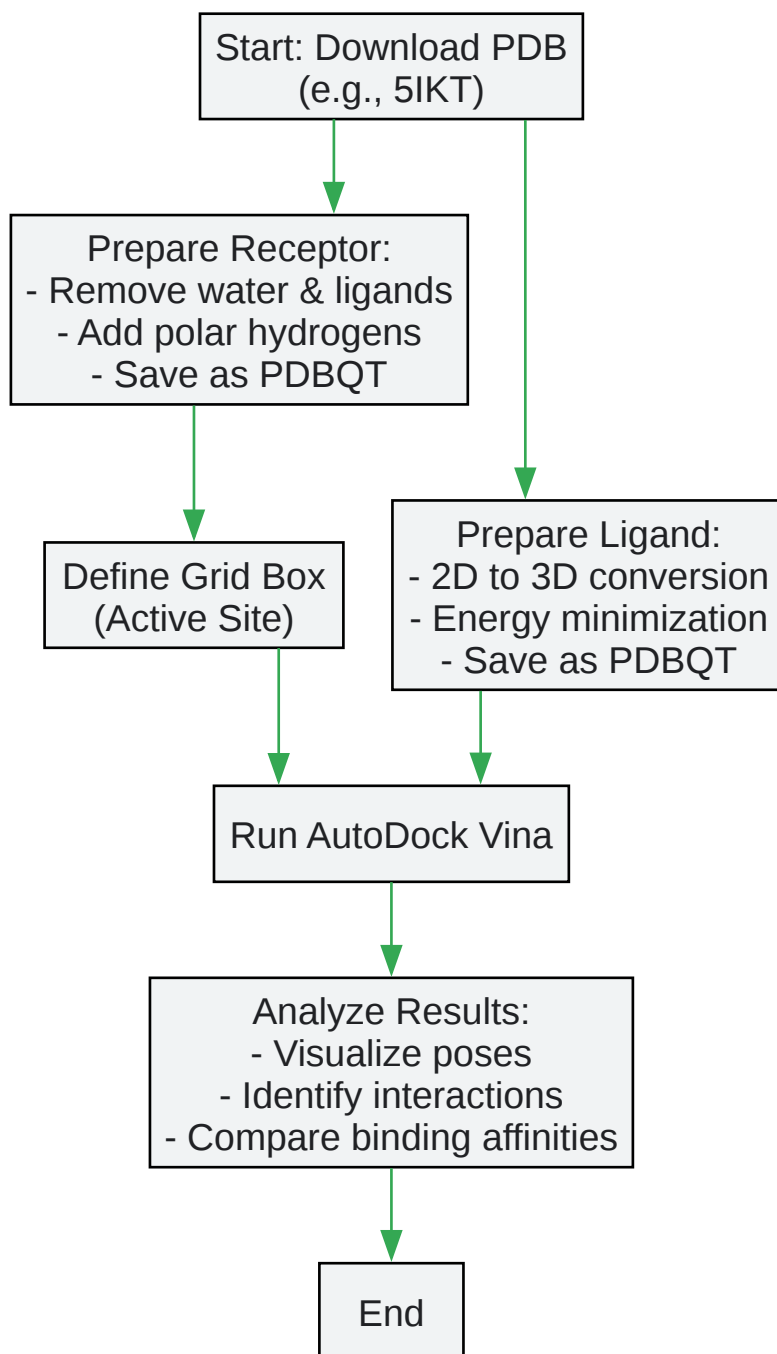 Start: Download PDB
(e.g., 5IKT)
Prepare Receptor:
- Remove water & ligands
- Add polar hydrogens
- Save as PDBQT
Define Grid Box
(Active Site)
Prepare Ligand:
- 2D to 3D conversion
- Energy minimization
- Save as PDBQT
Run AutoDock Vina
Analyze Results:
- Visualize poses
- Identify interactions
- Compare binding affinities
End